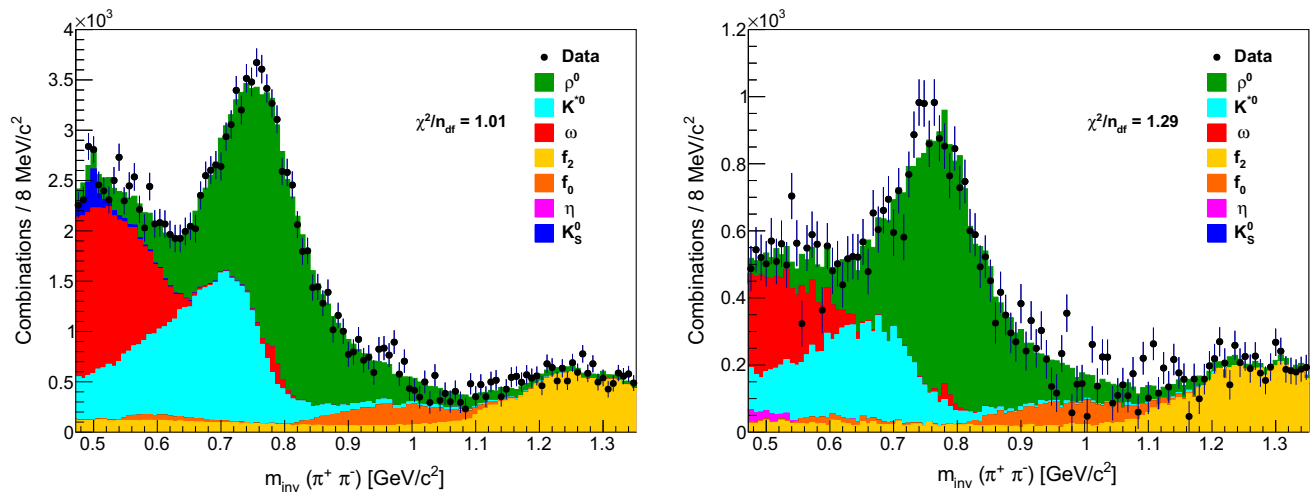 ×10³
Combinations / 8 MeV/c²
4
3.5
3
2.5
2
1.5
1
0.5
0
0.5 0.6 0.7 0.8 0.9 1 1.1 1.2 1.3
m_inv (π⁺ π⁻) [GeV/c²]
Data
ρ⁰
K*⁰
ω
f₂
f₀
η
K⁰_S
χ²/n_df = 1.01
×10³
Combinations / 8 MeV/c²
1.2
1
0.8
0.6
0.4
0.2
0
0.5 0.6 0.7 0.8 0.9 1 1.1 1.2 1.3
m_inv (π⁺ π⁻) [GeV/c²]
Data
ρ⁰
K*⁰
ω
f₂
f₀
η
K⁰_S
χ²/n_df = 1.29